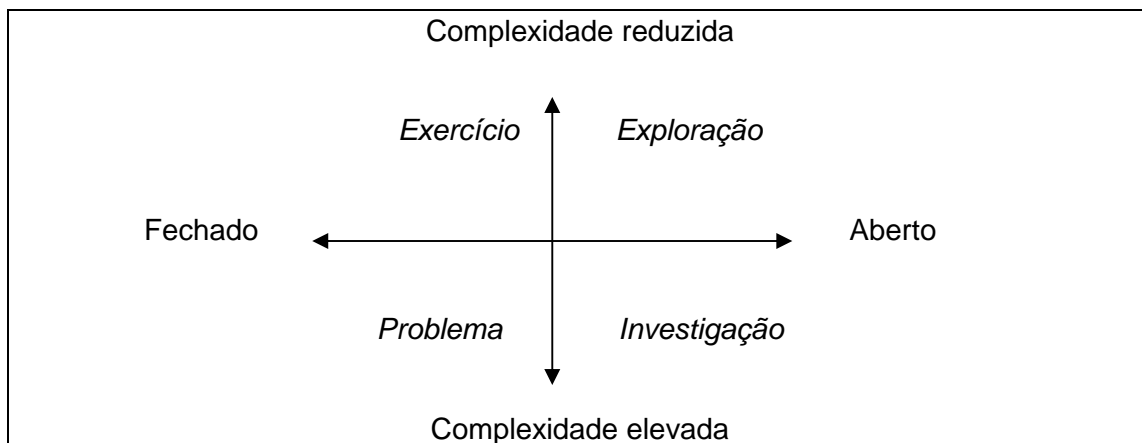 Complexidade reduzida
Exercício Exploração
Fechado Aberto
Problema Investigação
Complexidade elevada